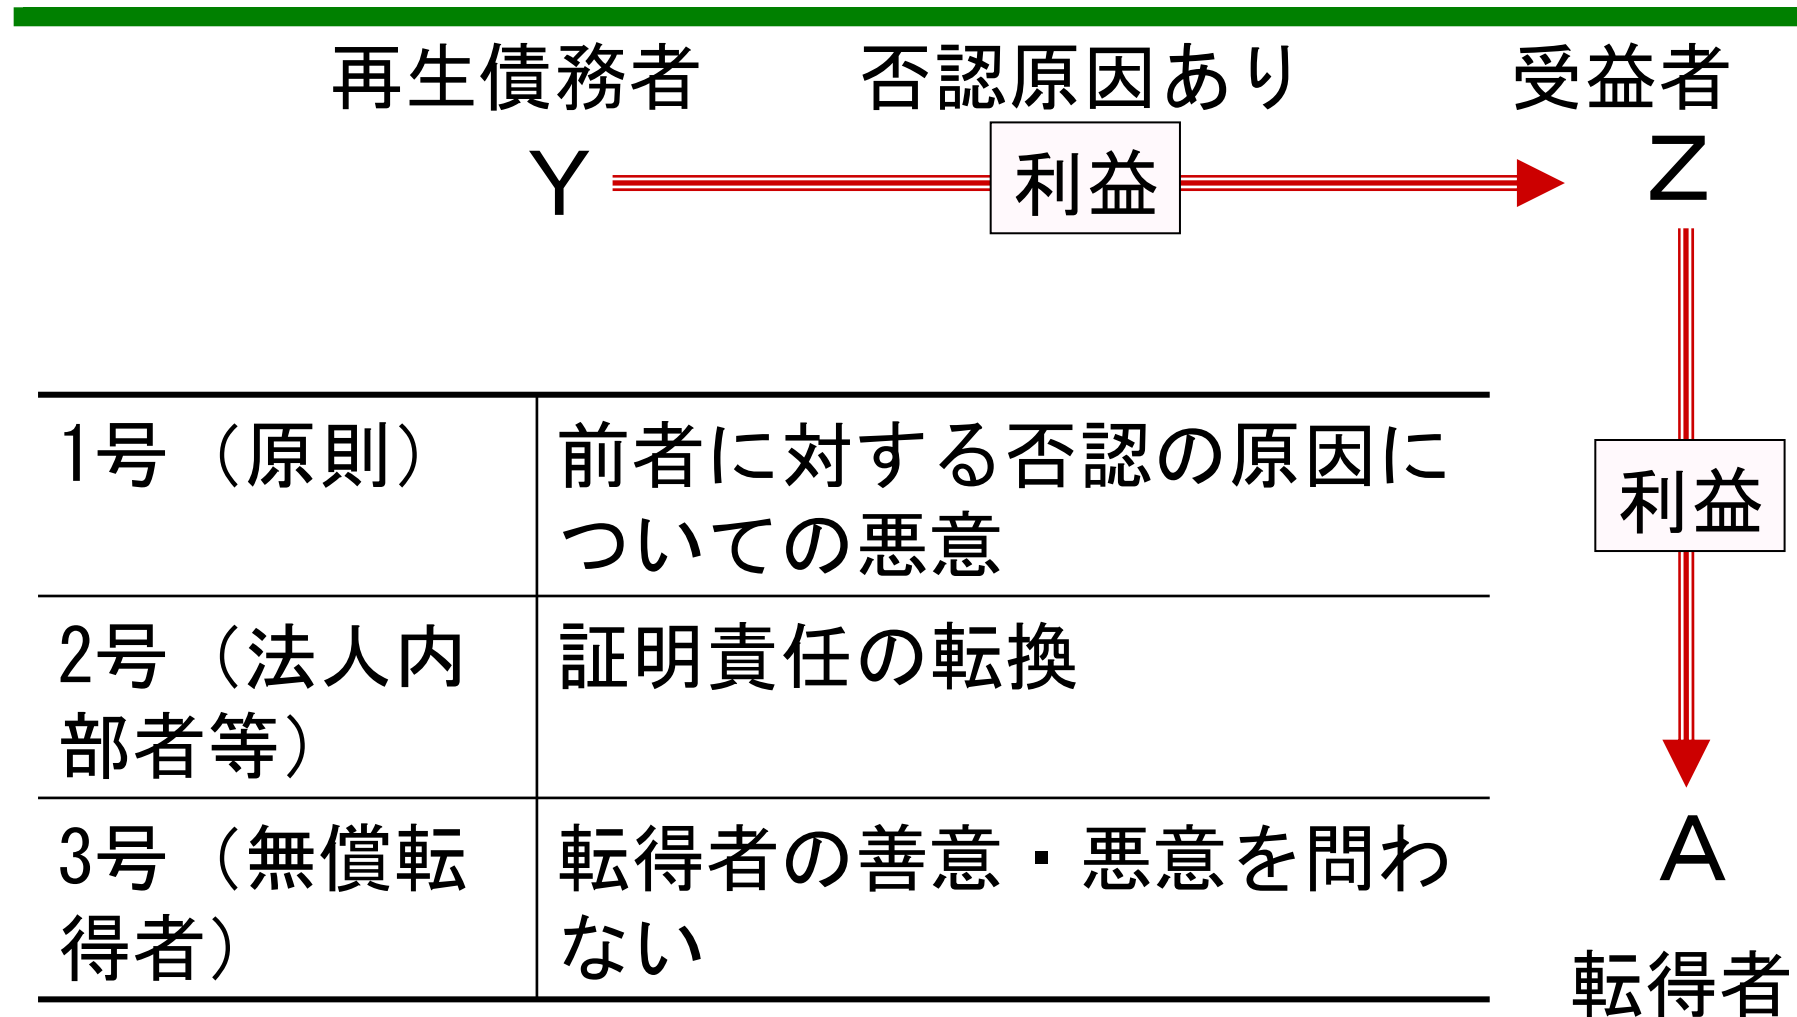 再生債務者 否認原因あり 受益者
Y 利益 Z
1号（原則） 前者に対する否認の原因に
ついての悪意
利益
2号（法人内 証明責任の転換
部者等）
3号（無償転 転得者の善意・悪意を問わ
得者） ない
A
転得者